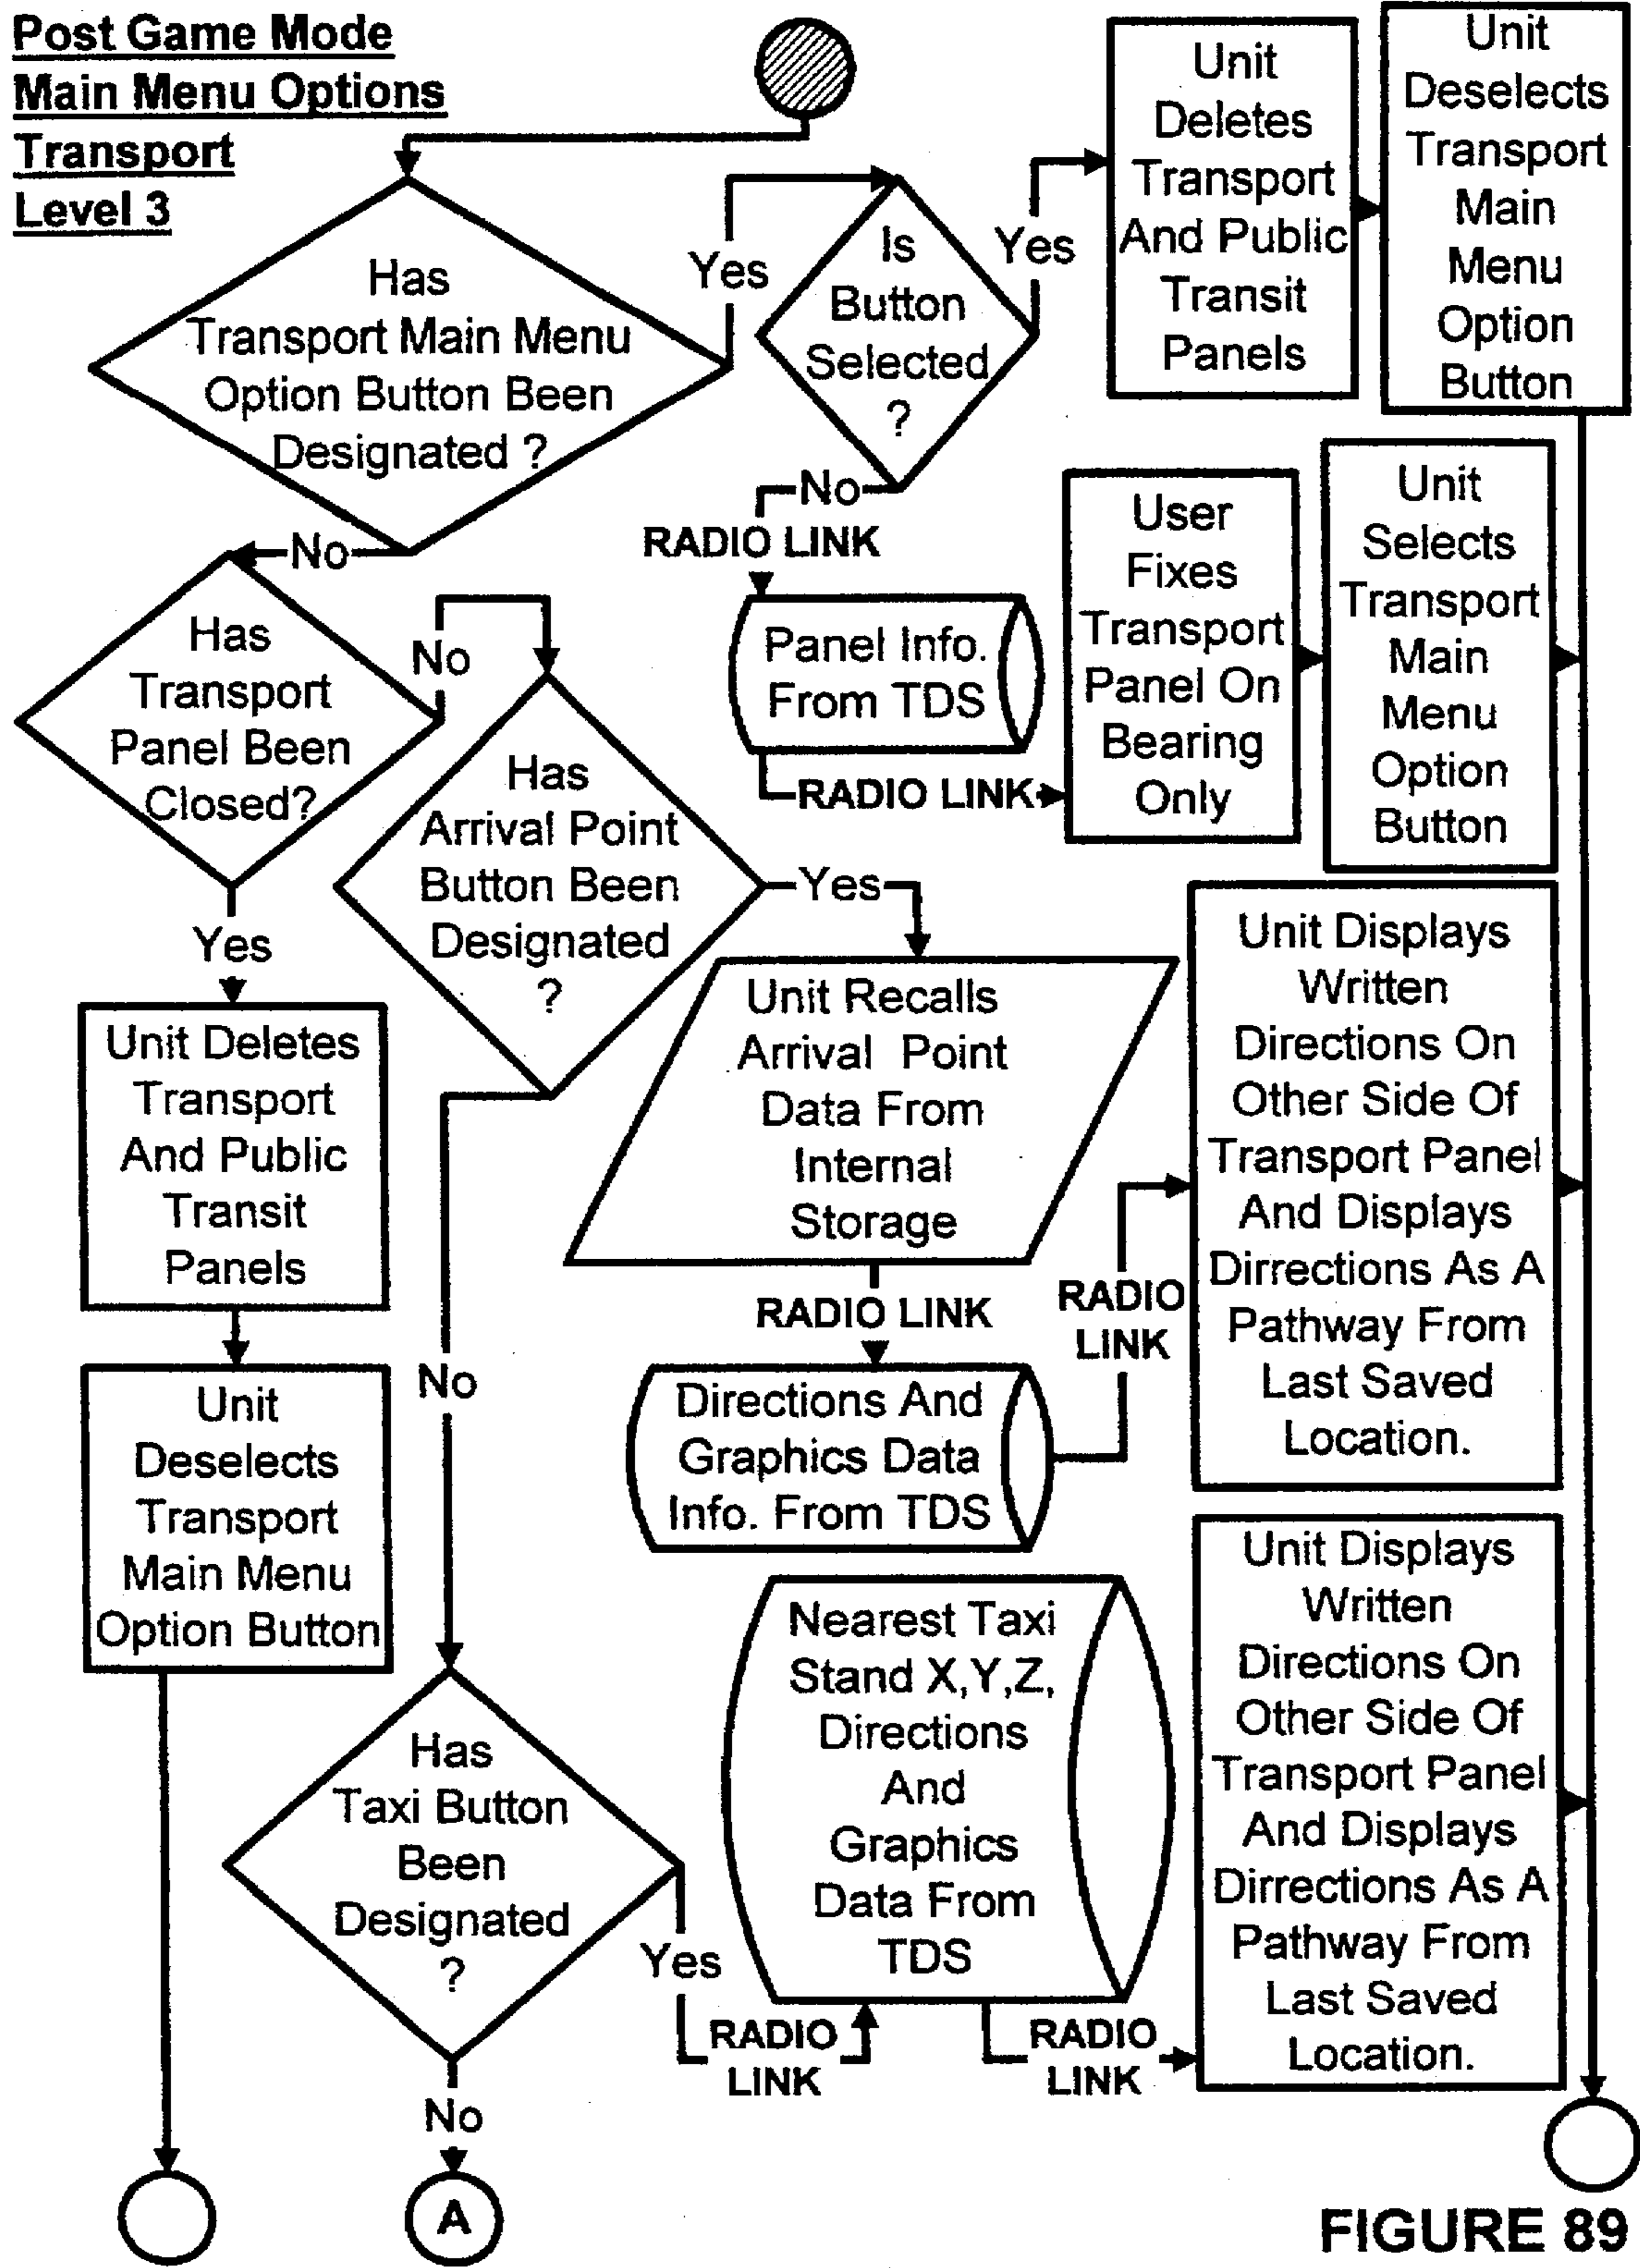 Post Game Mode
Main Menu Options
Transport
Level 3
Has
Transport Main Menu
Option Button Been
Designated ?
Yes
Is
Button
Selected
?
Yes
Unit
Deletes
Transport
And Public
Transit
Panels
Unit
Deselects
Transport
Main
Menu
Option
Button
No
RADIO LINK
Panel Info.
From TDS
RADIO LINK
User
Fixes
Transport
Panel On
Bearing
Only
Unit
Selects
Transport
Main
Menu
Option
Button
No
Has
Transport
Panel Been
Closed?
No
Has
Arrival Point
Button Been
Designated
?
Yes
Unit Recalls
Arrival Point
Data From
Internal
Storage
RADIO LINK
Directions And
Graphics Data
Info. From TDS
RADIO
LINK
Unit Displays
Written
Directions On
Other Side Of
Transport Panel
And Displays
Dirrections As A
Pathway From
Last Saved
Location.
Yes
Unit Deletes
Transport
And Public
Transit
Panels
Unit
Deselects
Transport
Main Menu
Option Button
No
Has
Taxi Button
Been
Designated
?
Yes
RADIO
LINK
Nearest Taxi
Stand X,Y,Z,
Directions
And
Graphics
Data From
TDS
RADIO
LINK
Unit Displays
Written
Directions On
Other Side Of
Transport Panel
And Displays
Dirrections As A
Pathway From
Last Saved
Location.
No
A
FIGURE 89